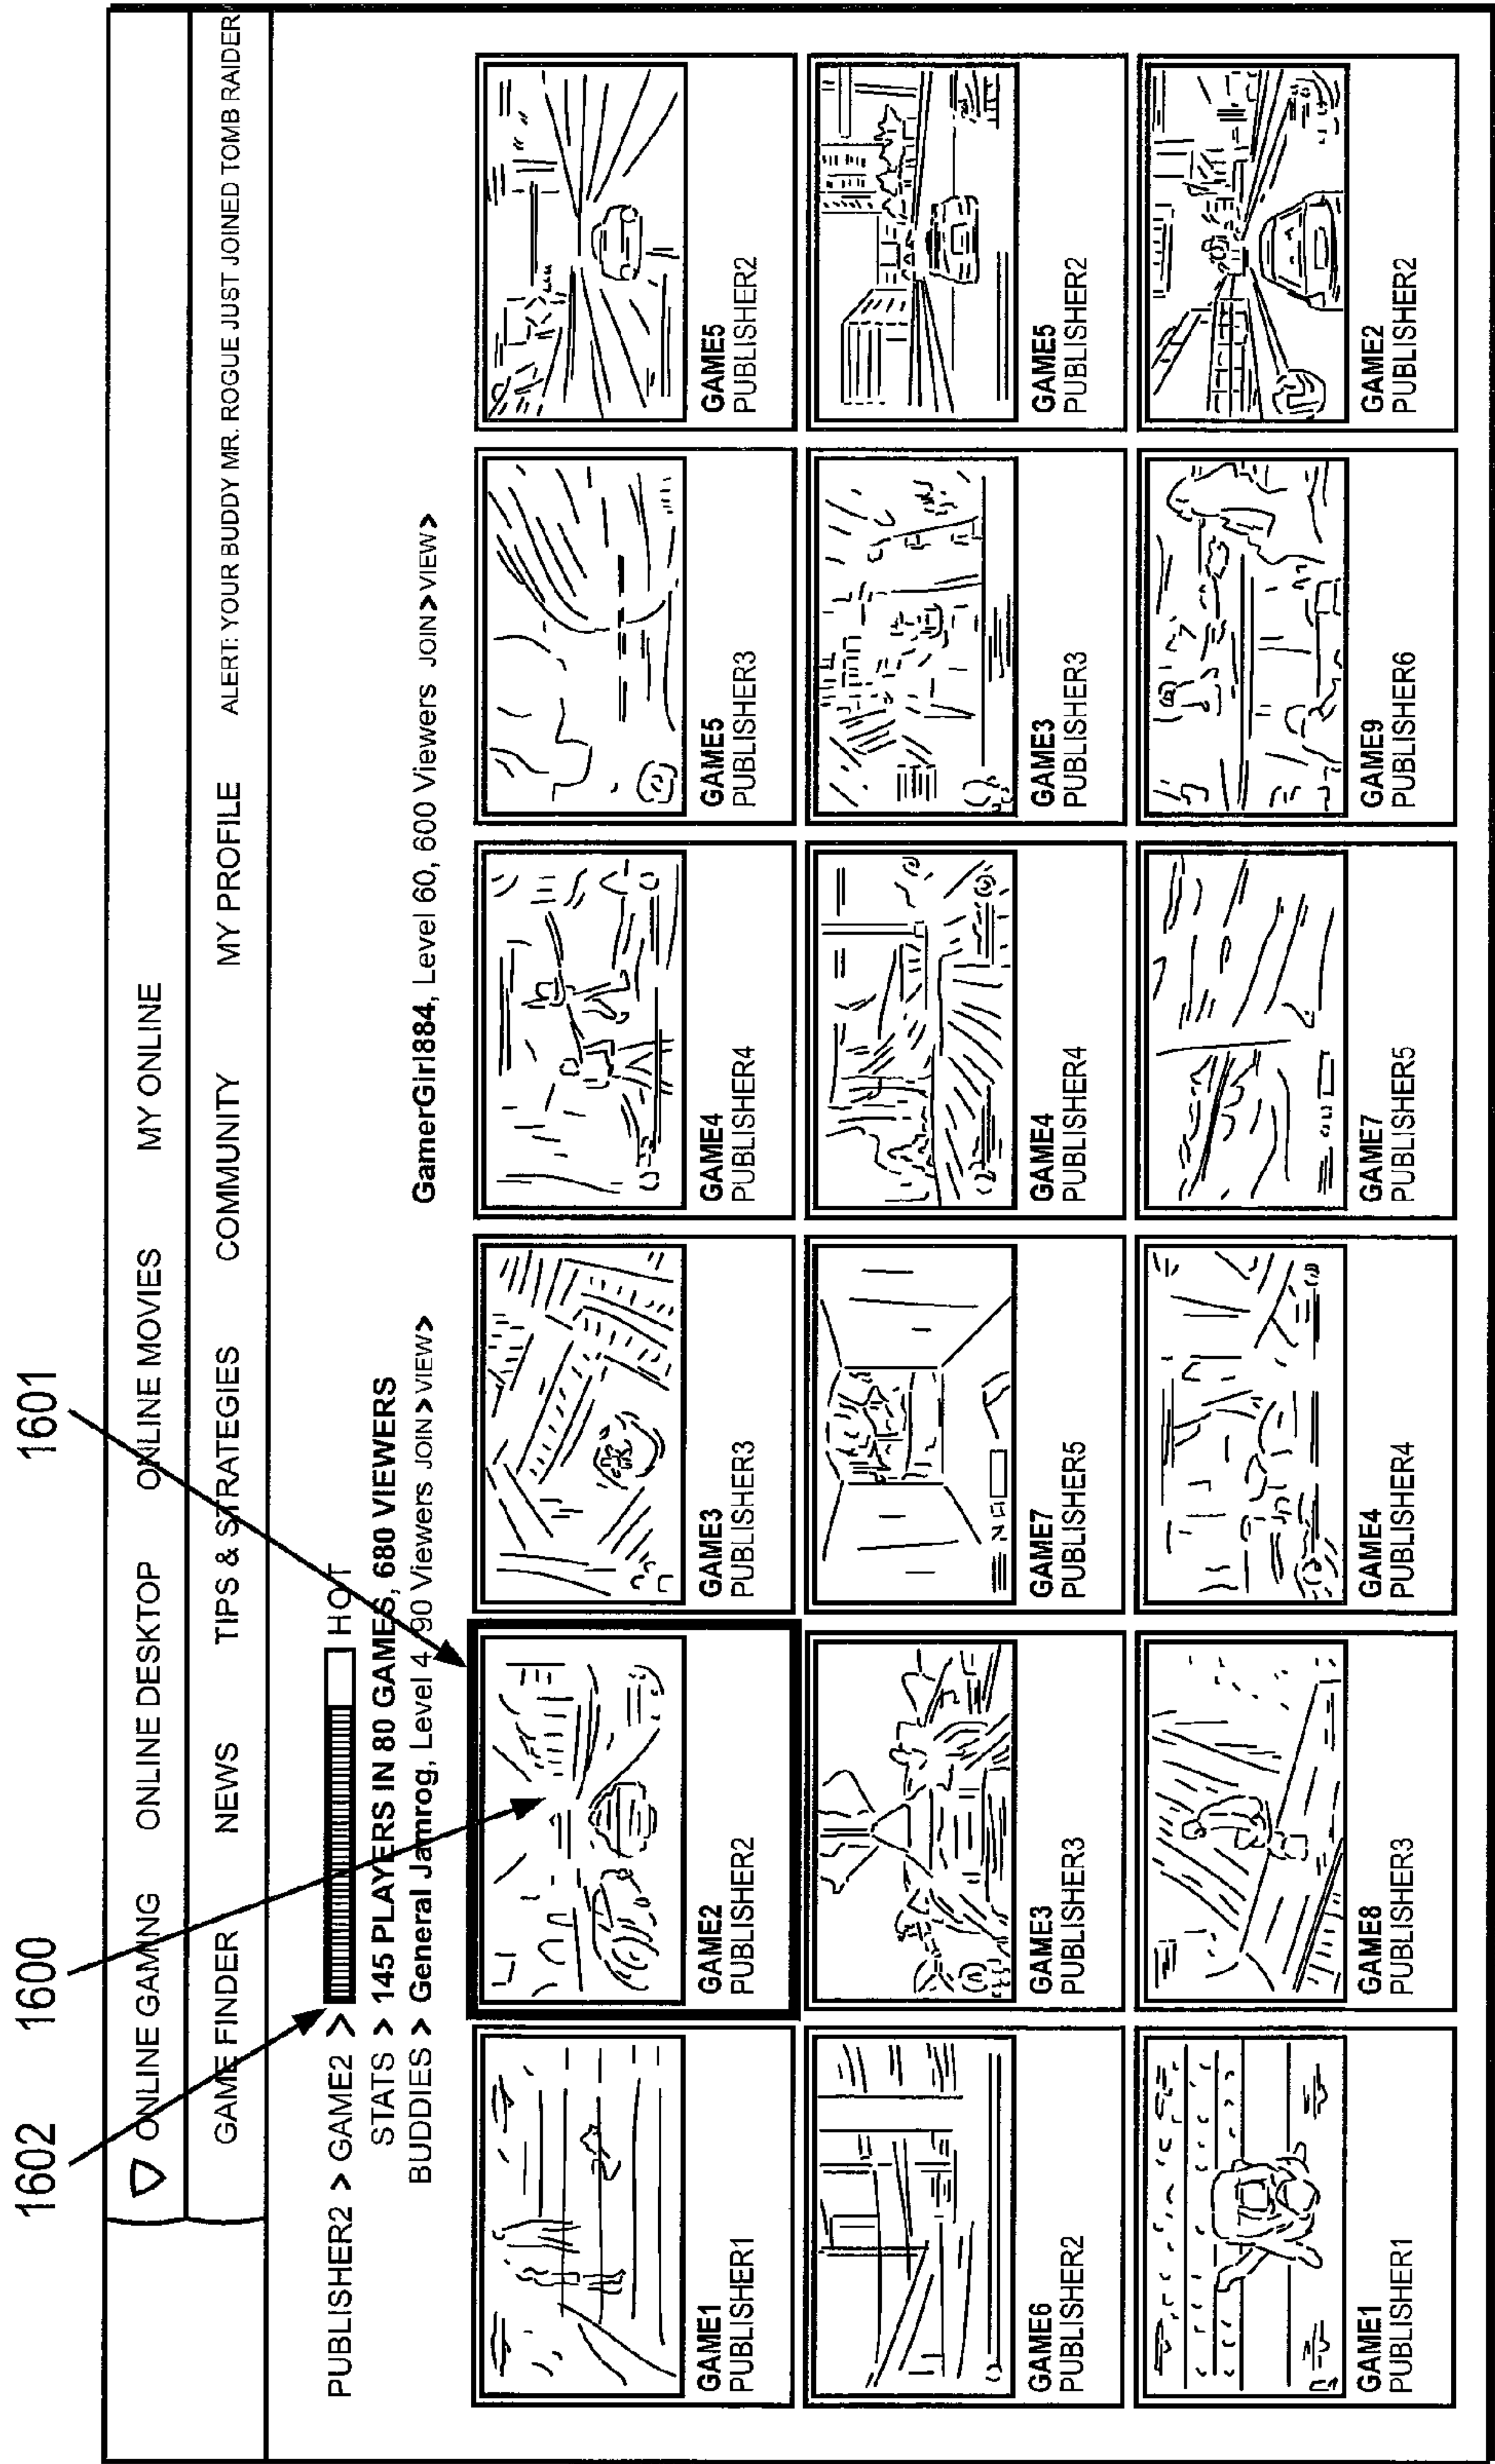 1602 1600 1601
ONLINE GAMING ONLINE DESKTOP ONLINE MOVIES MY ONLINE
GAME FINDER NEWS TIPS & STRATEGIES COMMUNITY MY PROFILE ALERT: YOUR BUDDY MR. ROGUE JUST JOINED TOMB RAIDER
PUBLISHER2 > GAME2 > HOT
STATS > 145 PLAYERS IN 80 GAMES, 680 VIEWERS
BUDDIES > General Jamrog, Level 4, 90 Viewers JOIN > VIEW > GamerGirl884, Level 60, 600 Viewers JOIN > VIEW >
GAME1 GAME2 GAME3 GAME4 GAME5 GAME5
PUBLISHER1 PUBLISHER2 PUBLISHER3 PUBLISHER4 PUBLISHER3 PUBLISHER2
GAME6 GAME3 GAME7 GAME4 GAME3 GAME5
PUBLISHER2 PUBLISHER3 PUBLISHER5 PUBLISHER4 PUBLISHER3 PUBLISHER2
GAME1 GAME8 GAME4 GAME7 GAME9 GAME2
PUBLISHER1 PUBLISHER3 PUBLISHER4 PUBLISHER5 PUBLISHER6 PUBLISHER2